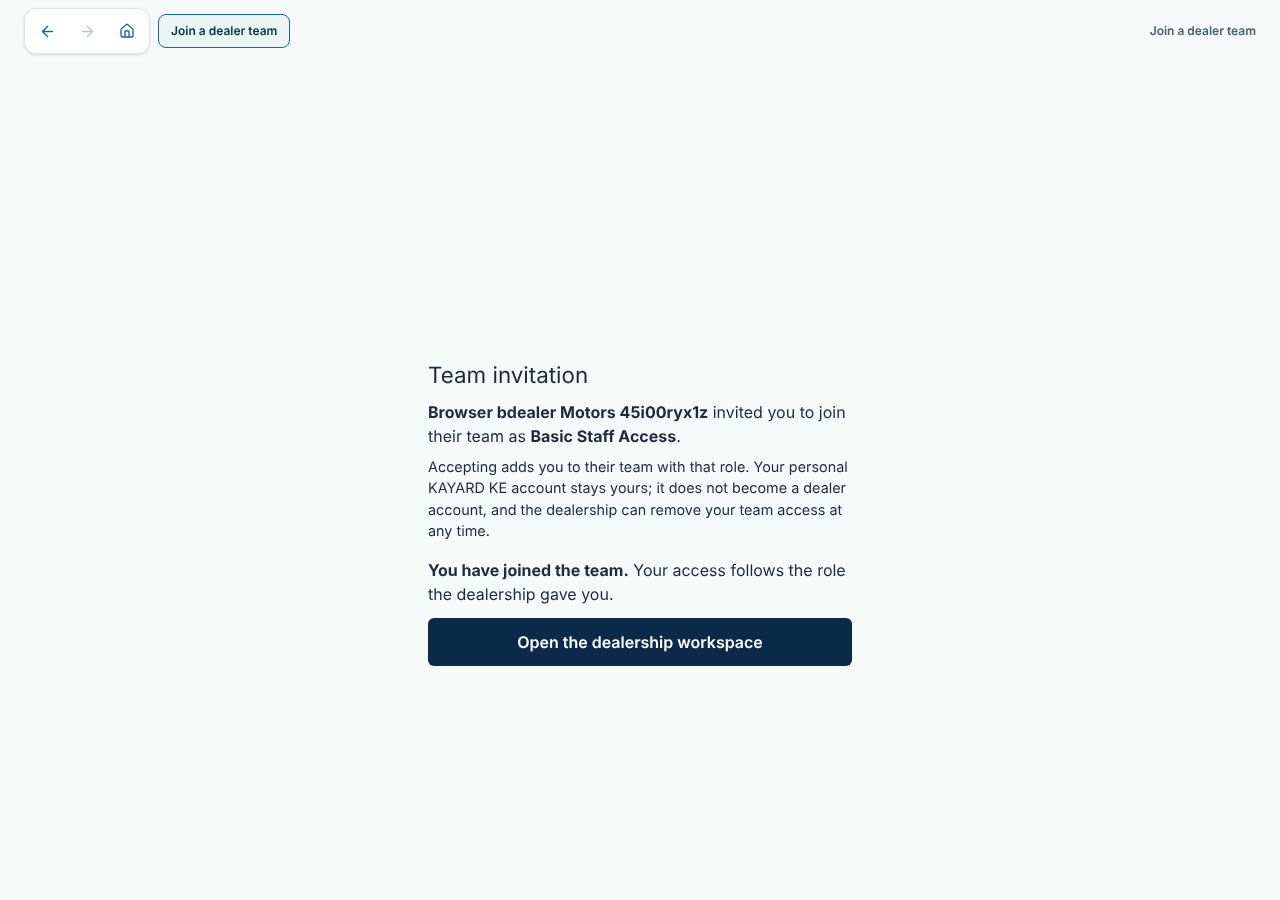 Join a dealer team
Join a dealer team
Team invitation
Browser bdealer Motors 45i00ryx1z invited you to join
their team as Basic Staff Access.
Accepting adds you to their team with that role. Your personal
KAYARD KE account stays yours; it does not become a dealer
account, and the dealership can remove your team access at
any time.
You have joined the team. Your access follows the role
the dealership gave you.
Open the dealership workspace